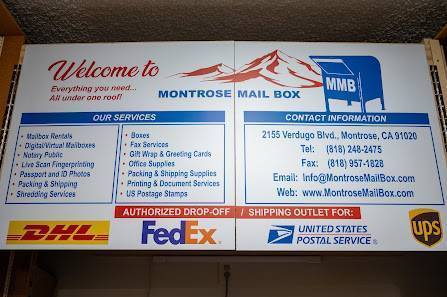 Welcome to
Everything you need...
All under one roof!
MONTROSE MAIL BOX
MMB
OUR SERVICES
• Mailbox Rentals
• Digital/Virtual Mailboxes
• Notary Public
• Live Scan Fingerprinting
• Passport and ID Photos
• Packing & Shipping
• Shredding Services
• Boxes
• Fax Services
• Gift Wrap & Greeting Cards
• Office Supplies
• Packing & Shipping Supplies
• Printing & Document Services
• US Postage Stamps
CONTACT INFORMATION
2155 Verdugo Blvd., Montrose, CA 91020
Tel: (818) 248-2475
Fax: (818) 957-1828
Email: Info@MontroseMailBox.com
Web: www.MontroseMailBox.com
AUTHORIZED DROP-OFF / SHIPPING OUTLET FOR:
DHL
FedEx
UNITED STATES
POSTAL SERVICE®
ups